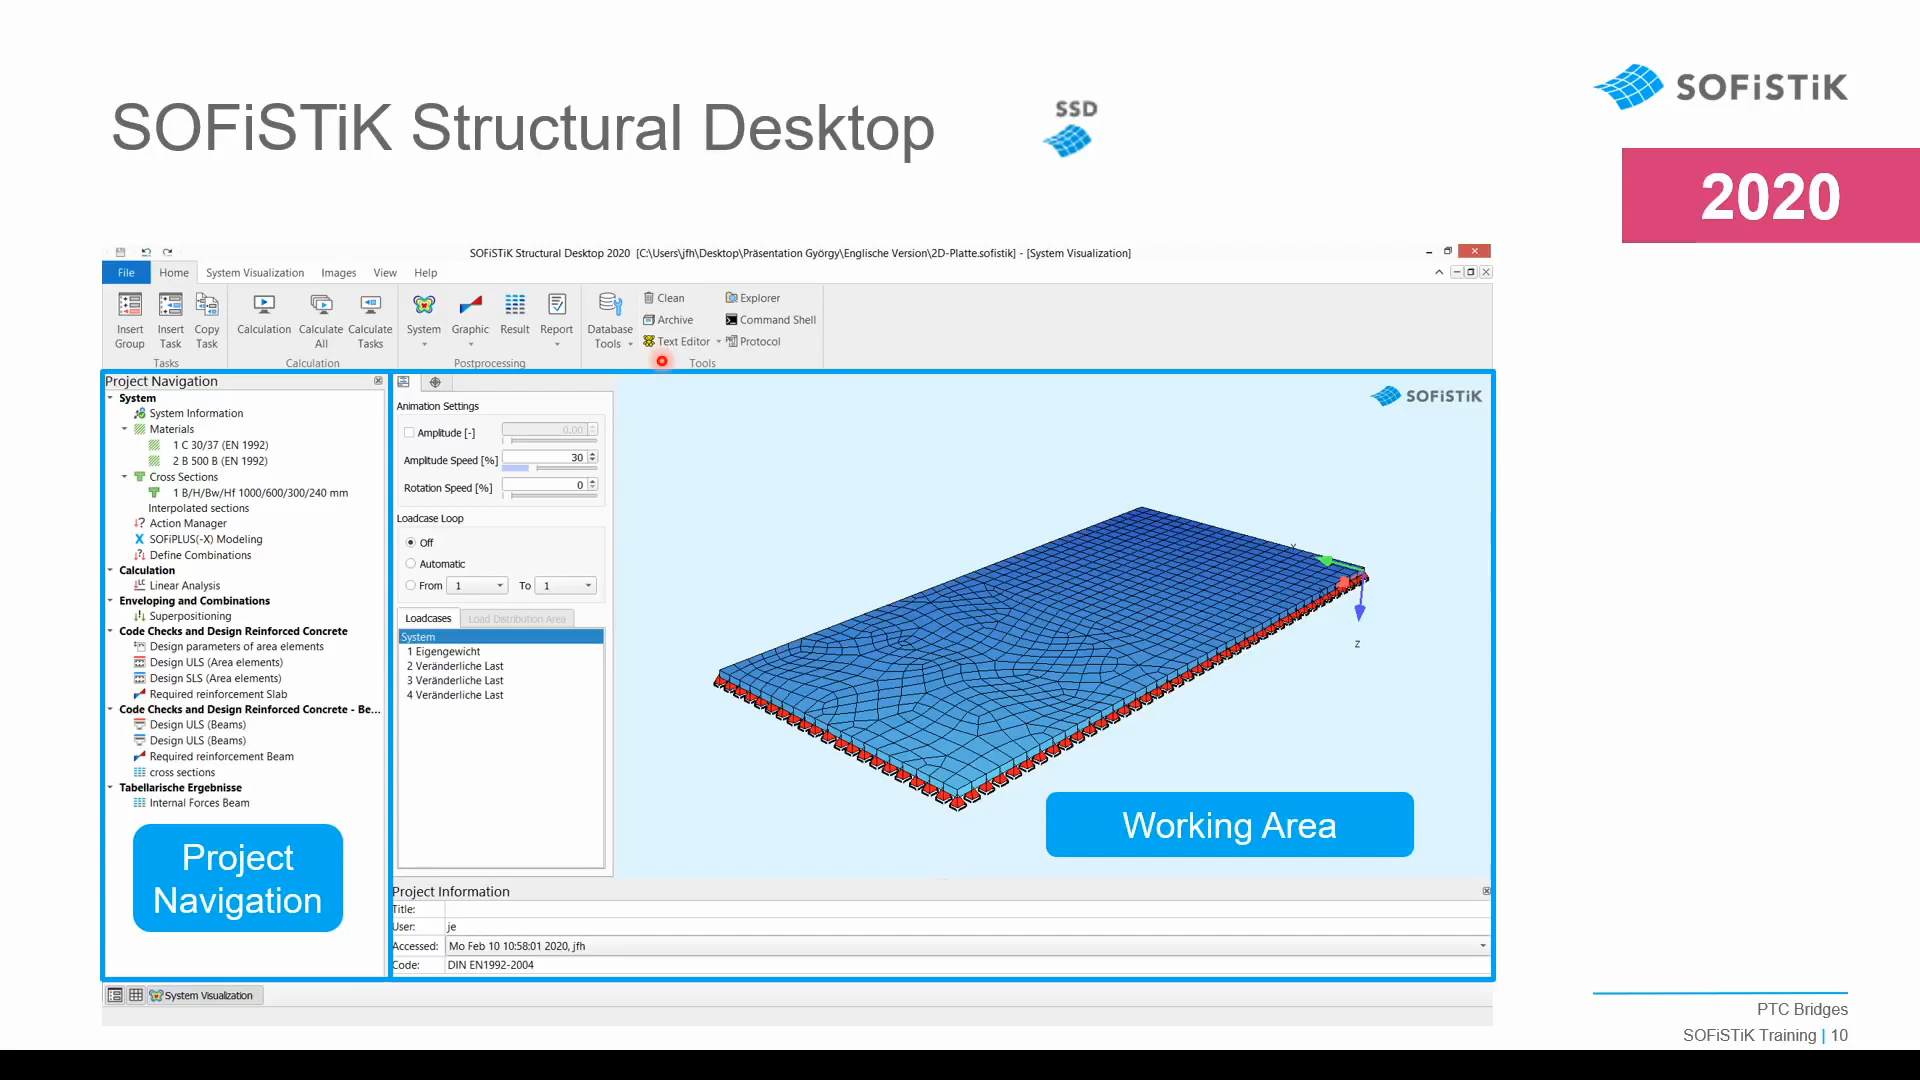 SOFiSTiK Structural Desktop
SSD
SOFiSTiK
2020
SOFiSTiK Structural Desktop 2020 [C:\Users\jfh\Desktop\Präsentation György\Englische Version\2D-Platte.sofistik] - [System Visualization]
File Home System Visualization Images View Help
Insert Group
Insert Task
Copy Task
Tasks
Calculation
Calculate All
Calculate Tasks
Calculation
System
Graphic
Result
Report
Postprocessing
Database Tools
Clean
Explorer
Archive
Command Shell
Text Editor
Protocol
Tools
Project Navigation
System
System Information
Materials
1 C 30/37 (EN 1992)
2 B 500 B (EN 1992)
Cross Sections
1 B/H/Bw/Hf 1000/600/300/240 mm
Interpolated sections
Action Manager
SOFiPLUS(-X) Modeling
Define Combinations
Calculation
Linear Analysis
Enveloping and Combinations
Superpositioning
Code Checks and Design Reinforced Concrete
Design parameters of area elements
Design ULS (Area elements)
Design SLS (Area elements)
Required reinforcement Slab
Code Checks and Design Reinforced Concrete - Be...
Design ULS (Beams)
Design ULS (Beams)
Required reinforcement Beam
cross sections
Tabellarische Ergebnisse
Internal Forces Beam
Project
Navigation
Animation Settings
Amplitude [-] 0.00
Amplitude Speed [%] 30
Rotation Speed [%] 0
Loadcase Loop
Off
Automatic
From 1 To 1
Loadcases Load Distribution Area
System
1 Eigengewicht
2 Veränderliche Last
3 Veränderliche Last
4 Veränderliche Last
SOFiSTiK
Y
Z
Working Area
Project Information
Title:
User: je
Accessed: Mo Feb 10 10:58:01 2020, jfh
Code: DIN EN1992-2004
System Visualization
PTC Bridges
SOFiSTiK Training | 10